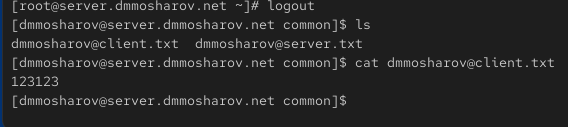 [root@server.dmmosharov.net ~]# logout
[dmmosharov@server.dmmosharov.net common]$ ls
dmmosharov@client.txt  dmmosharov@server.txt
[dmmosharov@server.dmmosharov.net common]$ cat dmmosharov@client.txt
123123
[dmmosharov@server.dmmosharov.net common]$